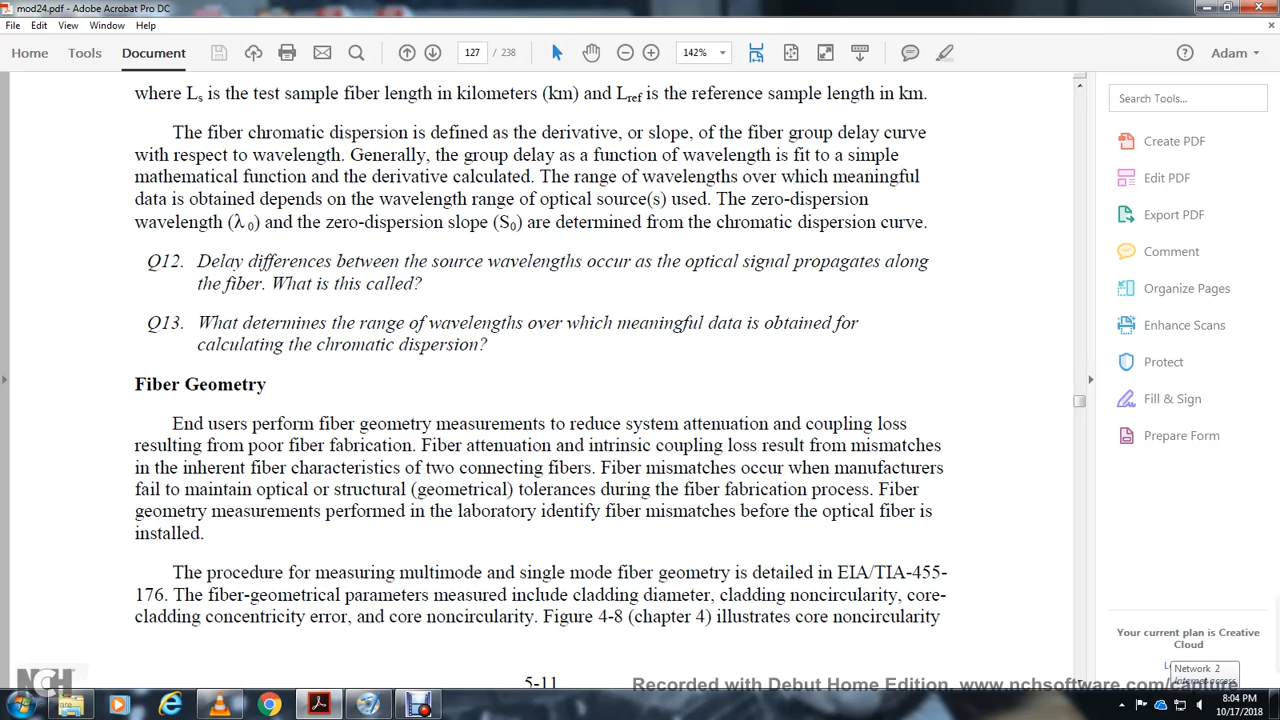 mod24.pdf - Adobe Acrobat Pro DC
File Edit View Window Help
Home Tools Document 127 / 238 142% Adam
where Ls is the test sample fiber length in kilometers (km) and Lref is the reference sample length in km.
The fiber chromatic dispersion is defined as the derivative, or slope, of the fiber group delay curve
with respect to wavelength. Generally, the group delay as a function of wavelength is fit to a simple
mathematical function and the derivative calculated. The range of wavelengths over which meaningful
data is obtained depends on the wavelength range of optical source(s) used. The zero-dispersion
wavelength (λ 0) and the zero-dispersion slope (S0) are determined from the chromatic dispersion curve.
Q12. Delay differences between the source wavelengths occur as the optical signal propagates along
the fiber. What is this called?
Q13. What determines the range of wavelengths over which meaningful data is obtained for
calculating the chromatic dispersion?
Fiber Geometry
End users perform fiber geometry measurements to reduce system attenuation and coupling loss
resulting from poor fiber fabrication. Fiber attenuation and intrinsic coupling loss result from mismatches
in the inherent fiber characteristics of two connecting fibers. Fiber mismatches occur when manufacturers
fail to maintain optical or structural (geometrical) tolerances during the fiber fabrication process. Fiber
geometry measurements performed in the laboratory identify fiber mismatches before the optical fiber is
installed.
The procedure for measuring multimode and single mode fiber geometry is detailed in EIA/TIA-455-
176. The fiber-geometrical parameters measured include cladding diameter, cladding noncircularity, core-
cladding concentricity error, and core noncircularity. Figure 4-8 (chapter 4) illustrates core noncircularity
5-11
Search Tools...
Create PDF
Edit PDF
Export PDF
Comment
Organize Pages
Enhance Scans
Protect
Fill & Sign
Prepare Form
Your current plan is Creative
Cloud
Network 2
Internet access
NCH
Recorded with Debut Home Edition. www.nchsoftware.com/capture
8:04 PM
10/17/2018